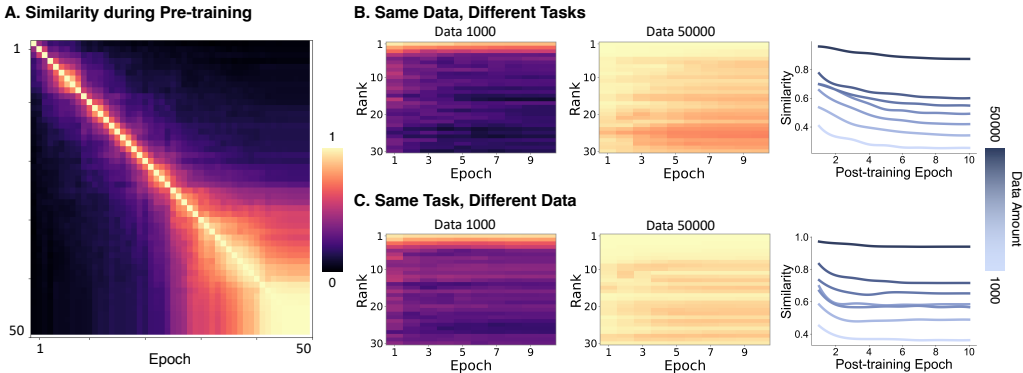 A. Similarity during Pre-training
1
50
1
50
Epoch
1
0
B. Same Data, Different Tasks
Data 1000
Rank
1
10
20
30
1 3 5 7 9
Epoch
Data 50000
Rank
1
10
20
30
1 3 5 7 9
Epoch
Similarity
0.8
0.6
0.4
2 4 6 8 10
Post-training Epoch
C. Same Task, Different Data
Data 1000
Rank
1
10
20
30
1 3 5 7 9
Epoch
Data 50000
Rank
1
10
20
30
1 3 5 7 9
Epoch
Similarity
1.0
0.8
0.6
0.4
2 4 6 8 10
Post-training Epoch
50000
Data Amount
1000